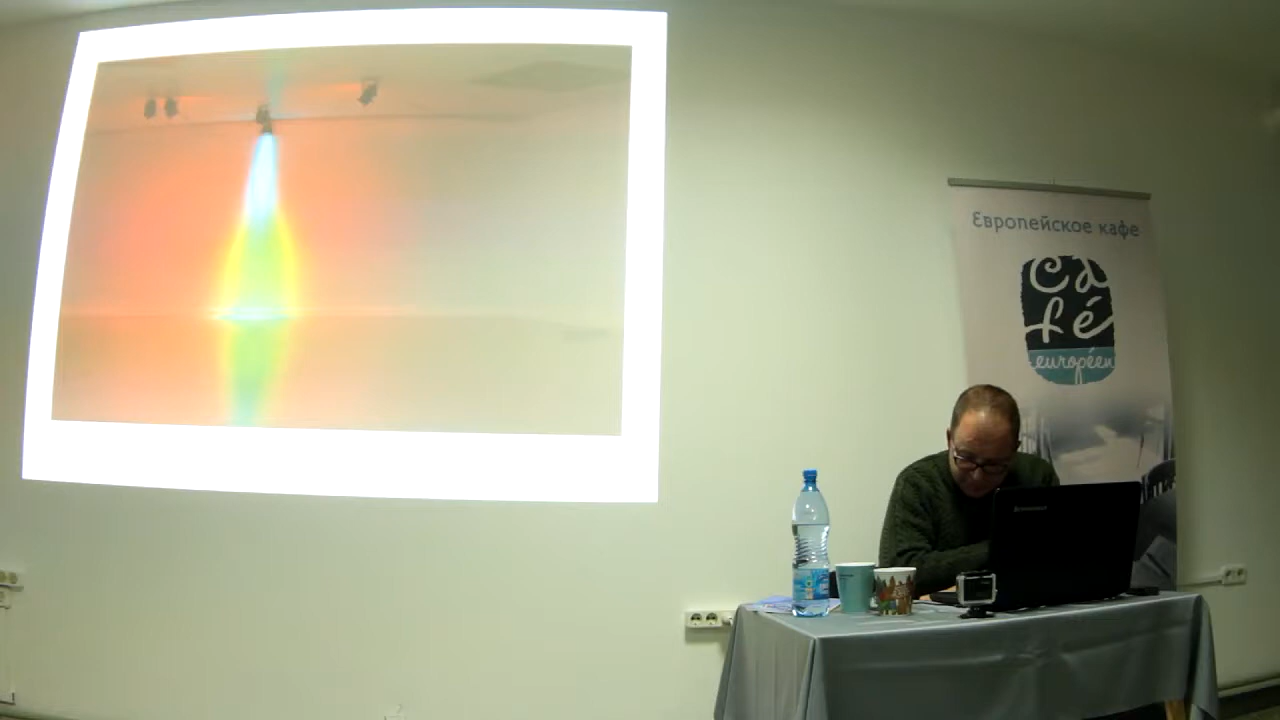 Европейское кафе
ca
fé
européen